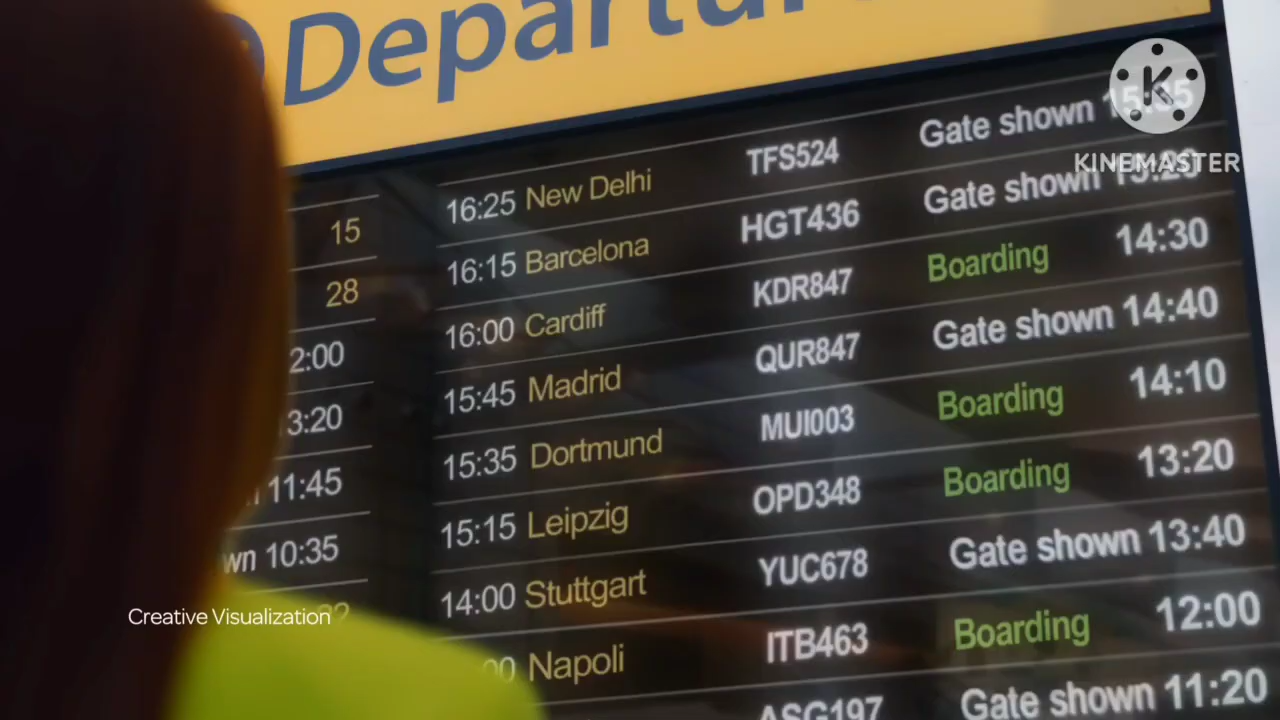 Departur
KINEMASTER
15
28
2:00
3:20
11:45
wn 10:35
16:25 New Delhi TFS524 Gate shown
16:15 Barcelona HGT436 Gate shown
16:00 Cardiff KDR847 Boarding 14:30
15:45 Madrid QUR847 Gate shown 14:40
15:35 Dortmund MUI003 Boarding 14:10
15:15 Leipzig OPD348 Boarding 13:20
14:00 Stuttgart YUC678 Gate shown 13:40
00 Napoli ITB463 Boarding 12:00
ASG197 Gate shown 11:20
Creative Visualization